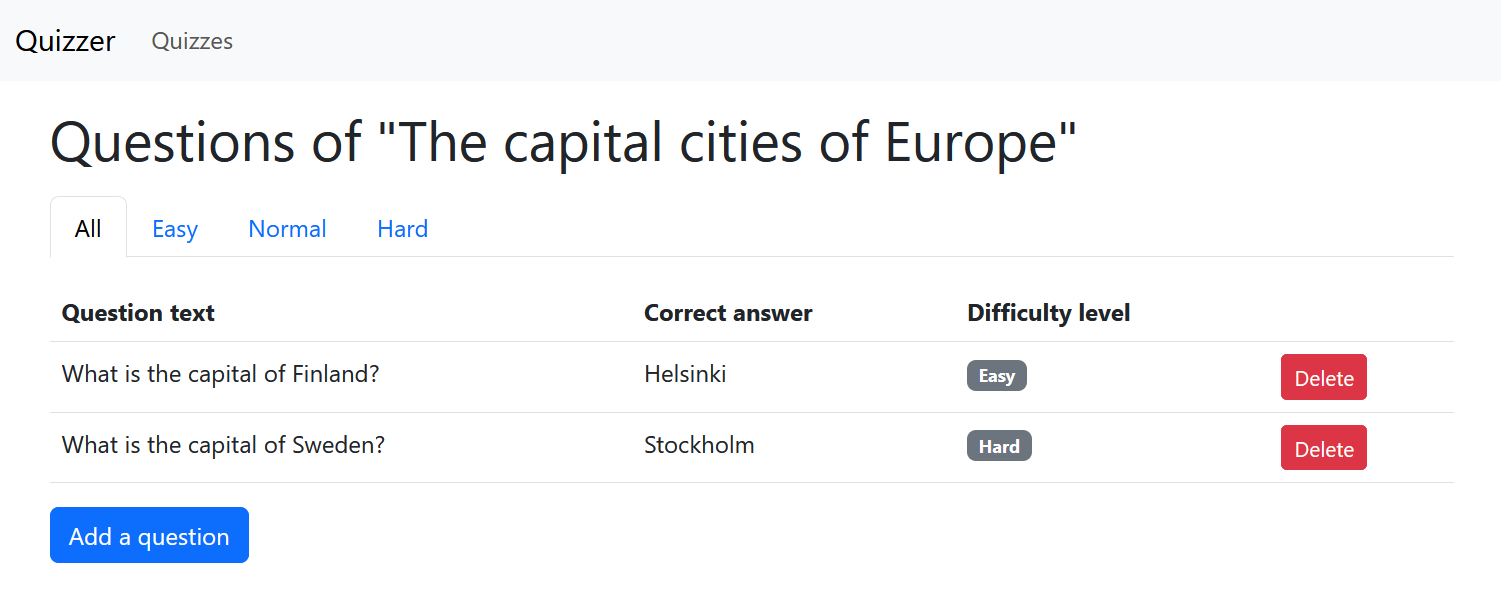 Quizzer Quizzes
Questions of "The capital cities of Europe"
All Easy Normal Hard
Question text Correct answer Difficulty level
What is the capital of Finland? Helsinki Easy Delete
What is the capital of Sweden? Stockholm Hard Delete
Add a question